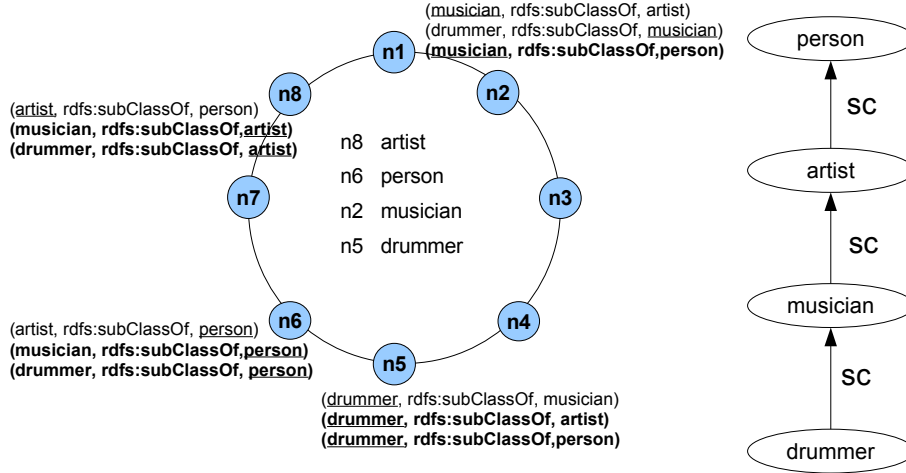 (musician, rdfs:subClassOf, artist)
(drummer, rdfs:subClassOf, musician)
(musician, rdfs:subClassOf,person)
n1
n2
n8
(artist, rdfs:subClassOf, person)
(musician, rdfs:subClassOf,artist)
(drummer, rdfs:subClassOf, artist)
n8 artist
n6 person
n2 musician
n5 drummer
n7
n3
(artist, rdfs:subClassOf, person)
(musician, rdfs:subClassOf,person)
(drummer, rdfs:subClassOf, person)
n6
n4
n5
(drummer, rdfs:subClassOf, musician)
(drummer, rdfs:subClassOf, artist)
(drummer, rdfs:subClassOf,person)
person
sc
artist
sc
musician
sc
drummer